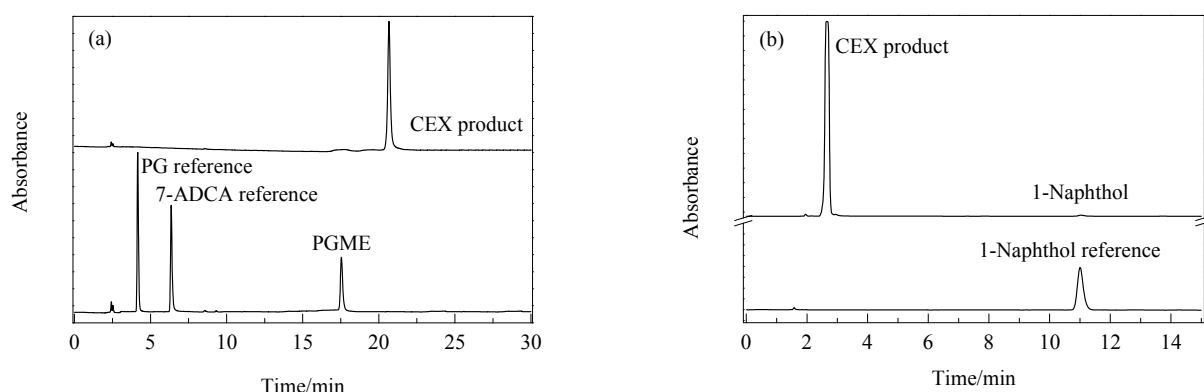 (a)
Absorbance
CEX product
PG reference
7-ADCA reference
PGME
0 5 10 15 20 25 30
Time/min
(b)
Absorbance
CEX product
1-Naphthol
1-Naphthol reference
0 2 4 6 8 10 12 14
Time/min